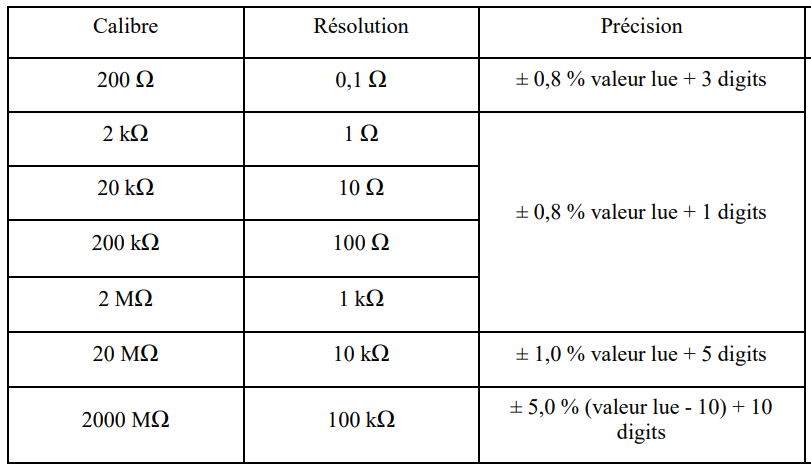 Calibre Résolution Précision
200 Ω 0,1 Ω ± 0,8 % valeur lue + 3 digits
2 kΩ 1 Ω
20 kΩ 10 Ω
± 0,8 % valeur lue + 1 digits
200 kΩ 100 Ω
2 MΩ 1 kΩ
20 MΩ 10 kΩ ± 1,0 % valeur lue + 5 digits
2000 MΩ 100 kΩ ± 5,0 % (valeur lue - 10) + 10
digits